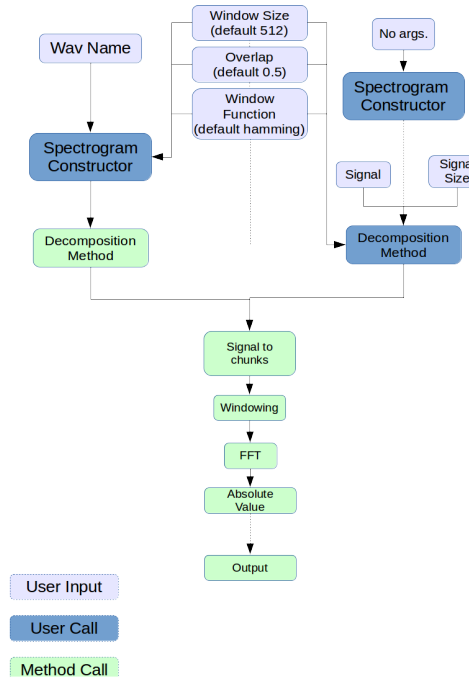 Window Size
(default 512)
No args.
Wav Name
Overlap
(default 0.5)
Spectrogram
Constructor
Window
Function
(default hamming)
Spectrogram
Constructor
Signal
Signal
Size
Decomposition
Method
Decomposition
Method
Signal to
chunks
Windowing
FFT
Absolute
Value
Output
User Input
User Call
Method Call